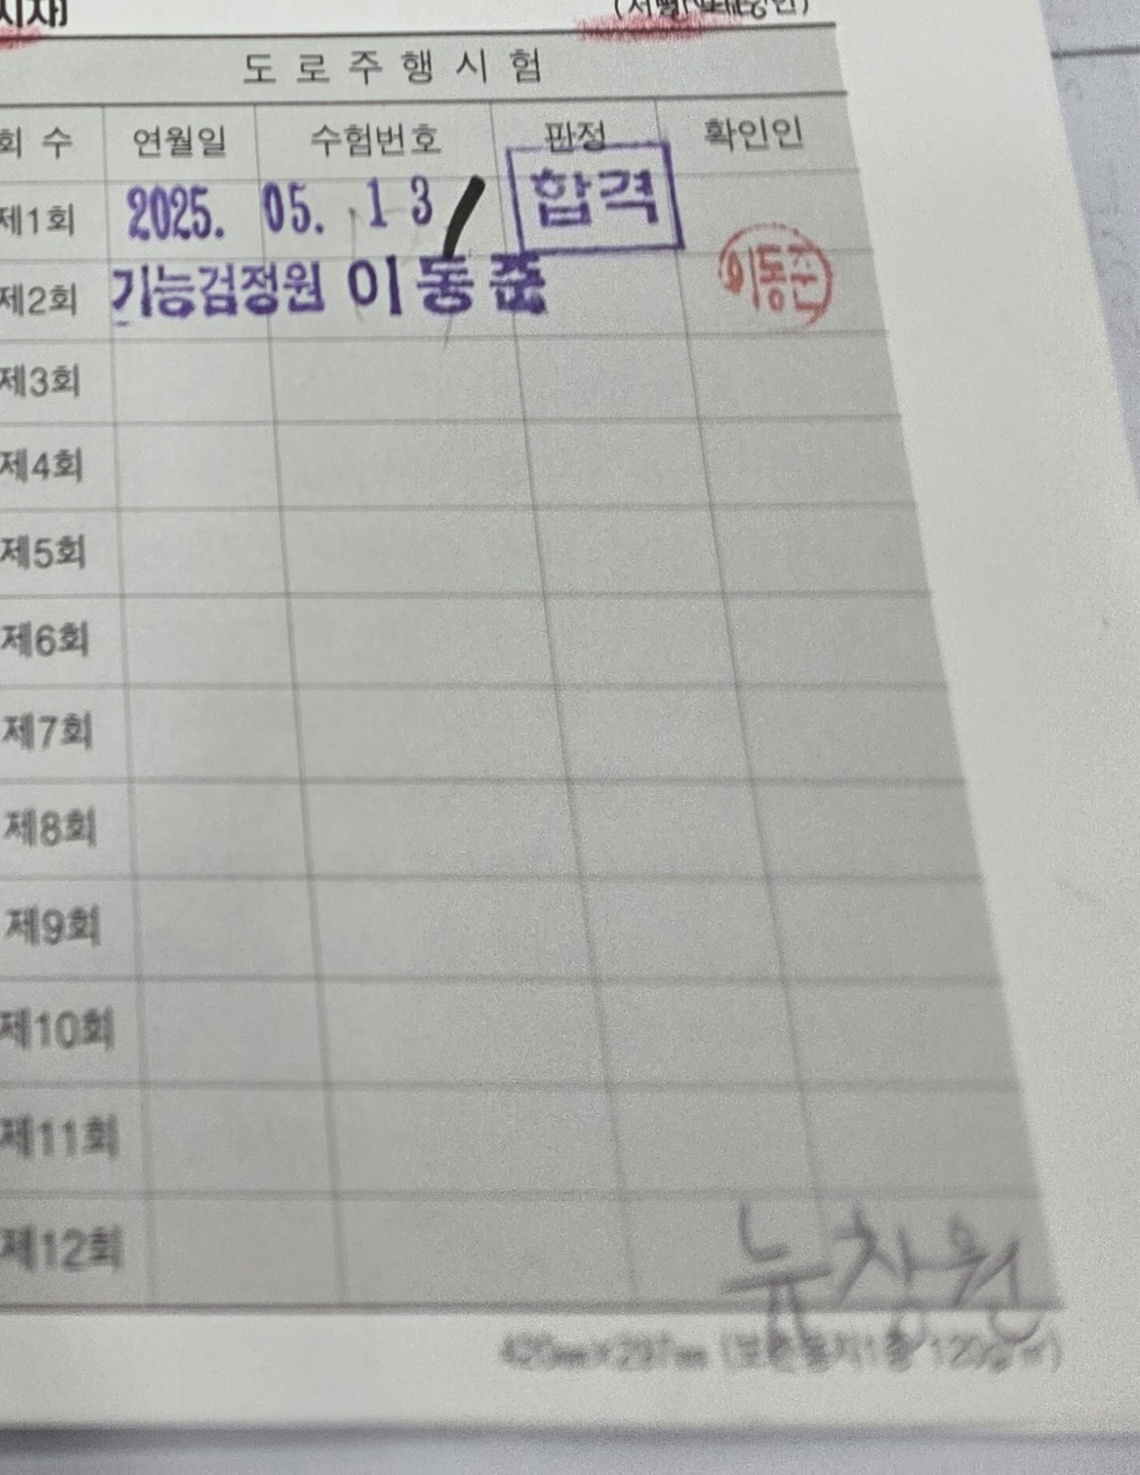 도로주행시험
회 수 연월일 수험번호 판정 확인인
제1회 2025. 05. 13 합격
제2회 기능검정원 이동준 이동준
제3회
제4회
제5회
제6회
제7회
제8회
제9회
제10회
제11회
제12회
뉴창원
420㎜×297㎜